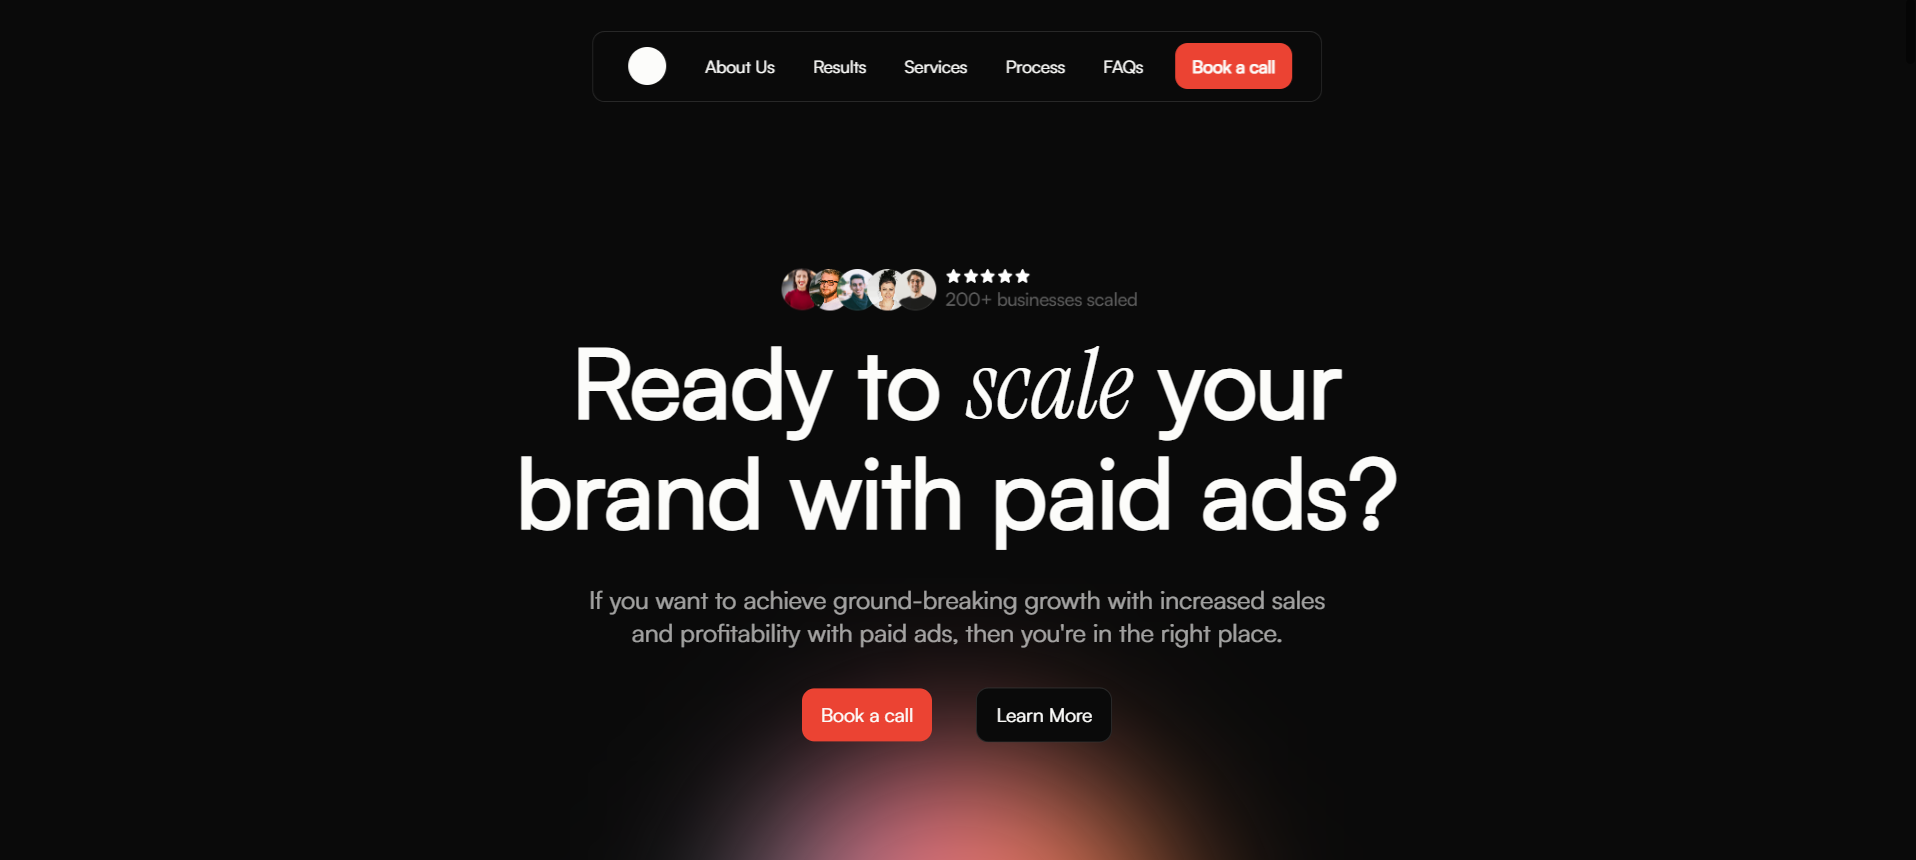 About Us Results Services Process FAQs Book a call
200+ businesses scaled
Ready to scale your
brand with paid ads?
If you want to achieve ground-breaking growth with increased sales
and profitability with paid ads, then you're in the right place.
Book a call Learn More